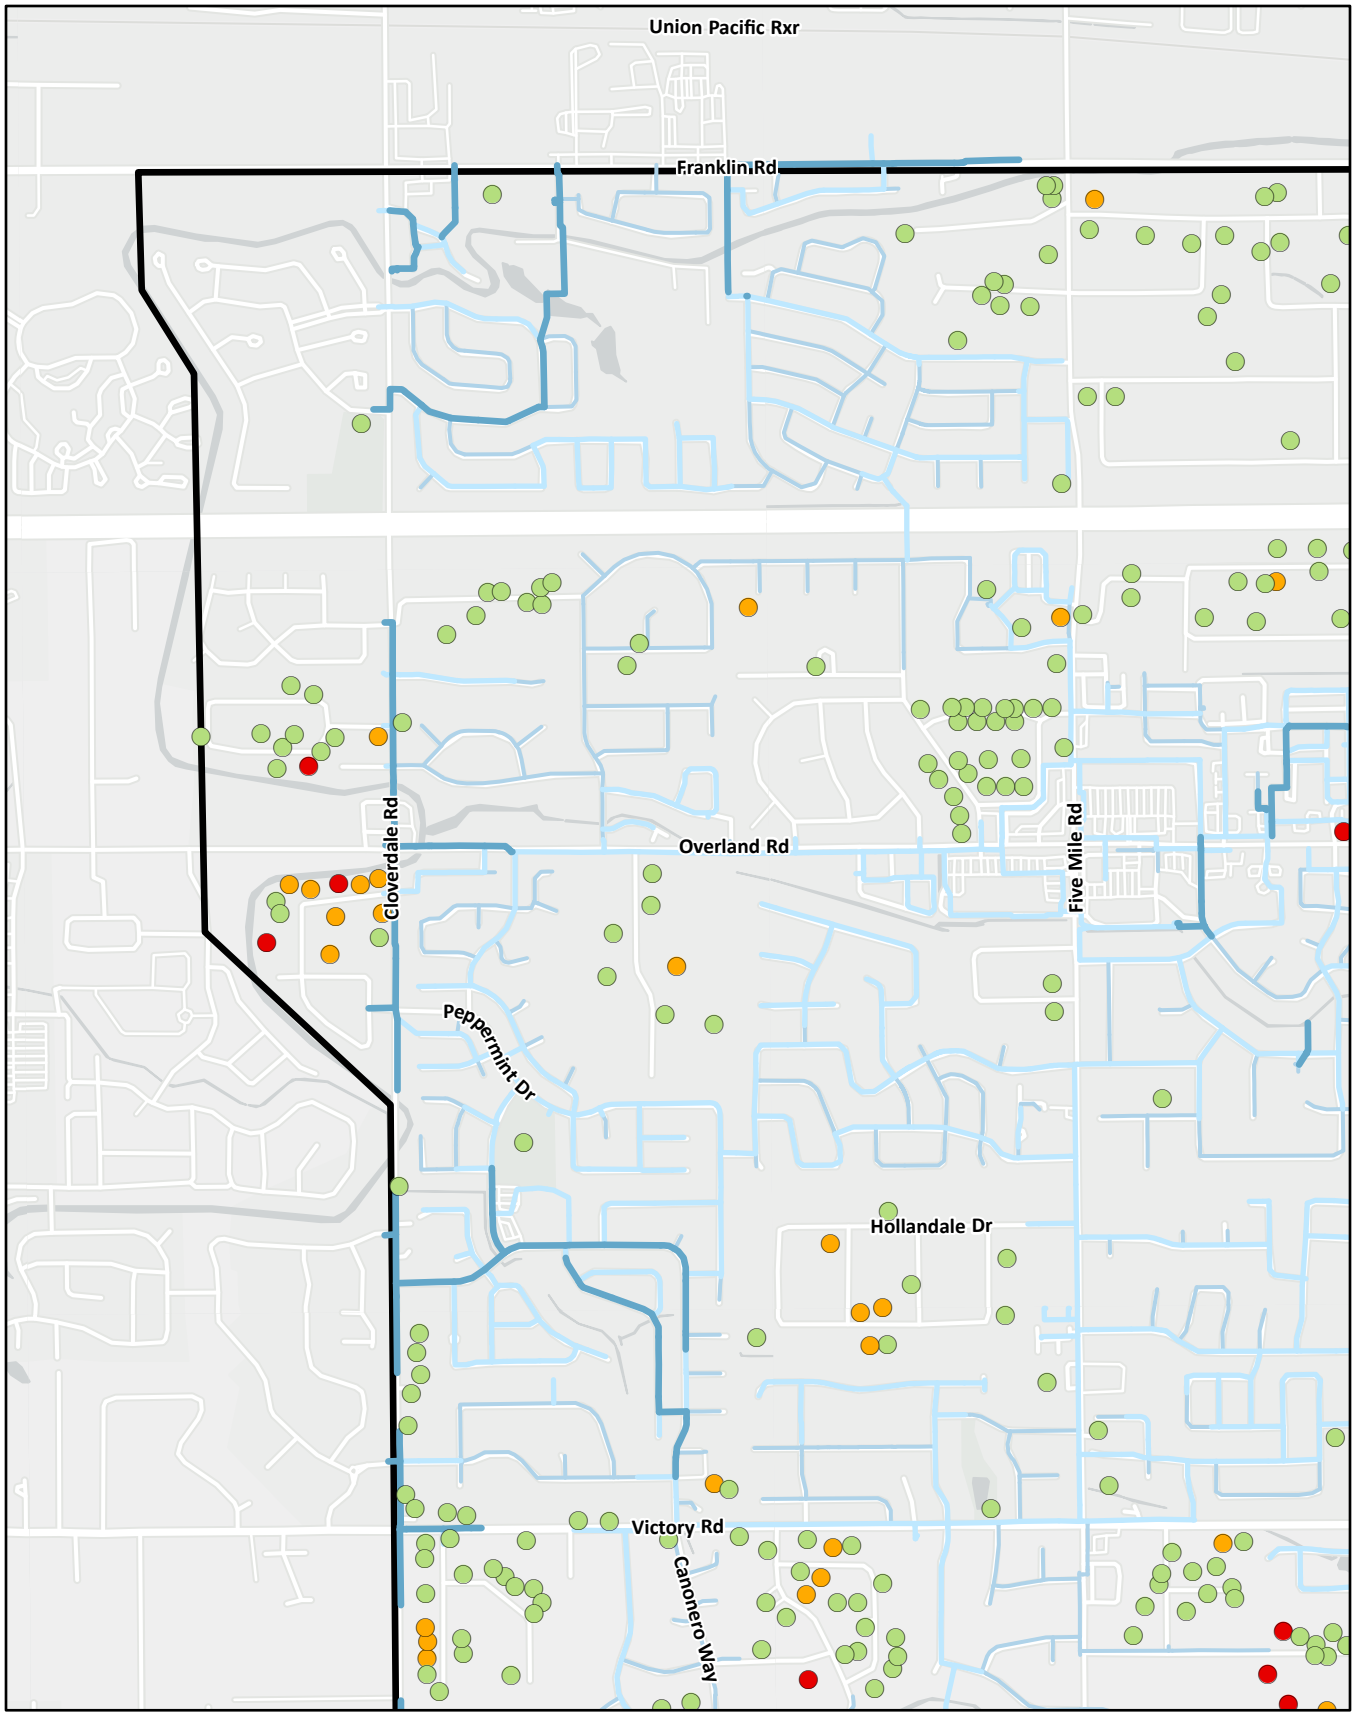 Union Pacific Rxr
Franklin Rd
Cloverdale Rd
Overland Rd
Five Mile Rd
Peppermint Dr
Hollandale Dr
Victory Rd
Canonero Way